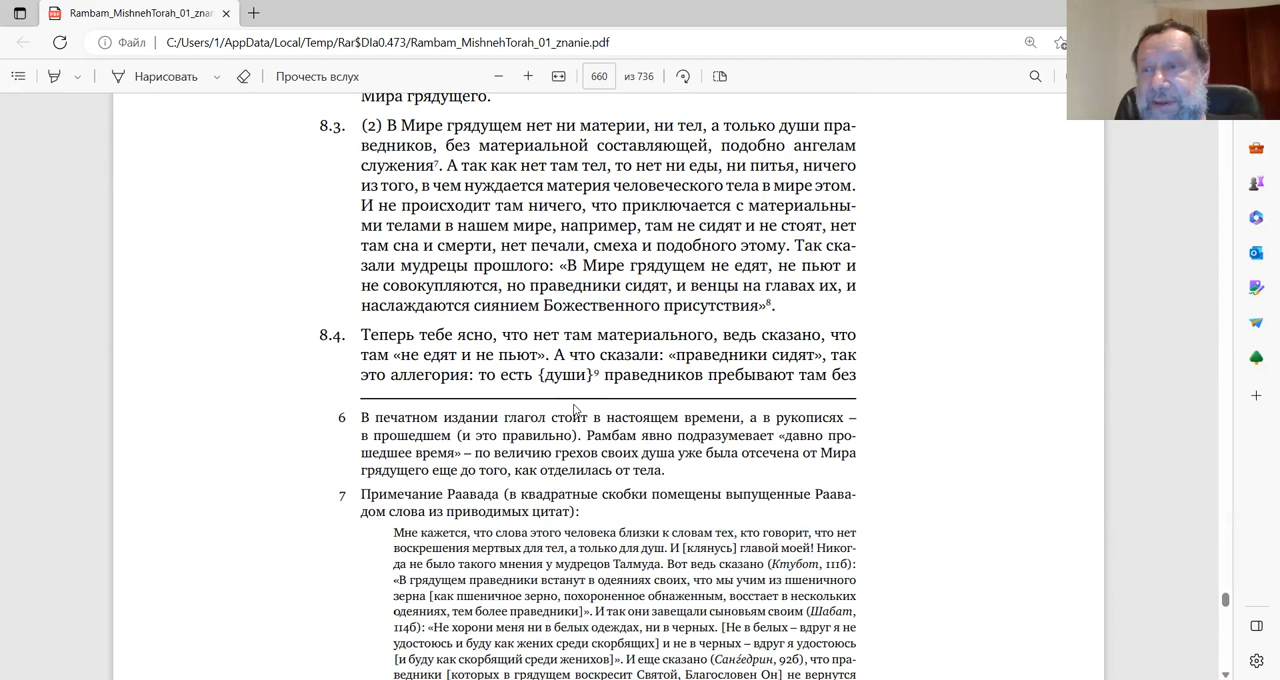 Rambam_MishnehTorah_01_znan
Файл
C:/Users/1/AppData/Local/Temp/Rar$DIa0.473/Rambam_MishnehTorah_01_znanie.pdf
Нарисовать
Прочесть вслух
660
из 736
Мира грядущего.
8.3. (2) В Мире грядущем нет ни материи, ни тел, а только души пра-
ведников, без материальной составляющей, подобно ангелам
служения⁷. А так как нет там тел, то нет ни еды, ни питья, ничего
из того, в чем нуждается материя человеческого тела в мире этом.
И не происходит там ничего, что приключается с материальны-
ми телами в нашем мире, например, там не сидят и не стоят, нет
там сна и смерти, нет печали, смеха и подобного этому. Так ска-
зали мудрецы прошлого: «В Мире грядущем не едят, не пьют и
не совокупляются, но праведники сидят, и венцы на главах их, и
наслаждаются сиянием Божественного присутствия»⁸.
8.4. Теперь тебе ясно, что нет там материального, ведь сказано, что
там «не едят и не пьют». А что сказали: «праведники сидят», так
это аллегория: то есть {души}⁹ праведников пребывают там без
6 В печатном издании глагол стоит в настоящем времени, а в рукописях –
в прошедшем (и это правильно). Рамбам явно подразумевает «давно про-
шедшее время» – по величию грехов своих душа уже была отсечена от Мира
грядущего еще до того, как отделилась от тела.
7 Примечание Раавада (в квадратные скобки помещены выпущенные Раава-
дом слова из приводимых цитат):
Мне кажется, что слова этого человека близки к словам тех, кто говорит, что нет
воскрешения мертвых для тел, а только для душ. И [клянусь] главой моей! Никог-
да не было такого мнения у мудрецов Талмуда. Вот ведь сказано (Ктубот, 111б):
«В грядущем праведники встанут в одеяниях своих, что мы учим из пшеничного
зерна [как пшеничное зерно, похороненное обнаженным, восстает в нескольких
одеяниях, тем более праведники]». И так они завещали сыновьям своим (Шабат,
114б): «Не хорони меня ни в белых одеждах, ни в черных. [Не в белых – вдруг я не
удостоюсь и буду как жених среди скорбящих] и не в черных – вдруг я удостоюсь
[и буду как скорбящий среди женихов]». И еще сказано (Санѓедрин, 92б), что пра-
ведники [которых в грядущем воскресит Святой, Благословен Он] не вернутся